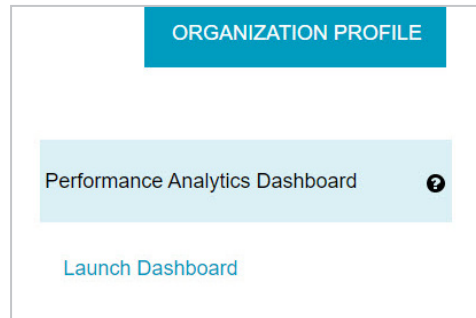 ORGANIZATION PROFILE
Performance Analytics Dashboard ?
Launch Dashboard